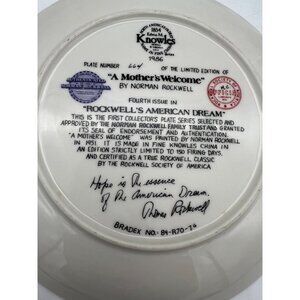 Edwin M.
Knowles
1986
PLATE NUMBER 664 OF THE LIMITED EDITION OF
"A Mother's Welcome"
BY NORMAN ROCKWELL
FOURTH ISSUE IN
"ROCKWELL'S AMERICAN DREAM"
THIS IS THE FIRST COLLECTOR'S PLATE SERIES SELECTED AND
APPROVED BY THE NORMAN ROCKWELL FAMILY TRUST AND GRANTED
ITS SEAL OF ENDORSEMENT AND AUTHENTICATION.
"A MOTHER'S WELCOME" WAS PAINTED BY NORMAN ROCKWELL
IN 1951. IT IS MADE IN FINE KNOWLES CHINA IN
AN EDITION STRICTLY LIMITED TO 150 FIRING DAYS,
AND CERTIFIED AS A TRUE ROCKWELL CLASSIC
BY THE ROCKWELL SOCIETY OF AMERICA
Hope is the essence
of the American Dream.
Rockwell
BRADEX NO.